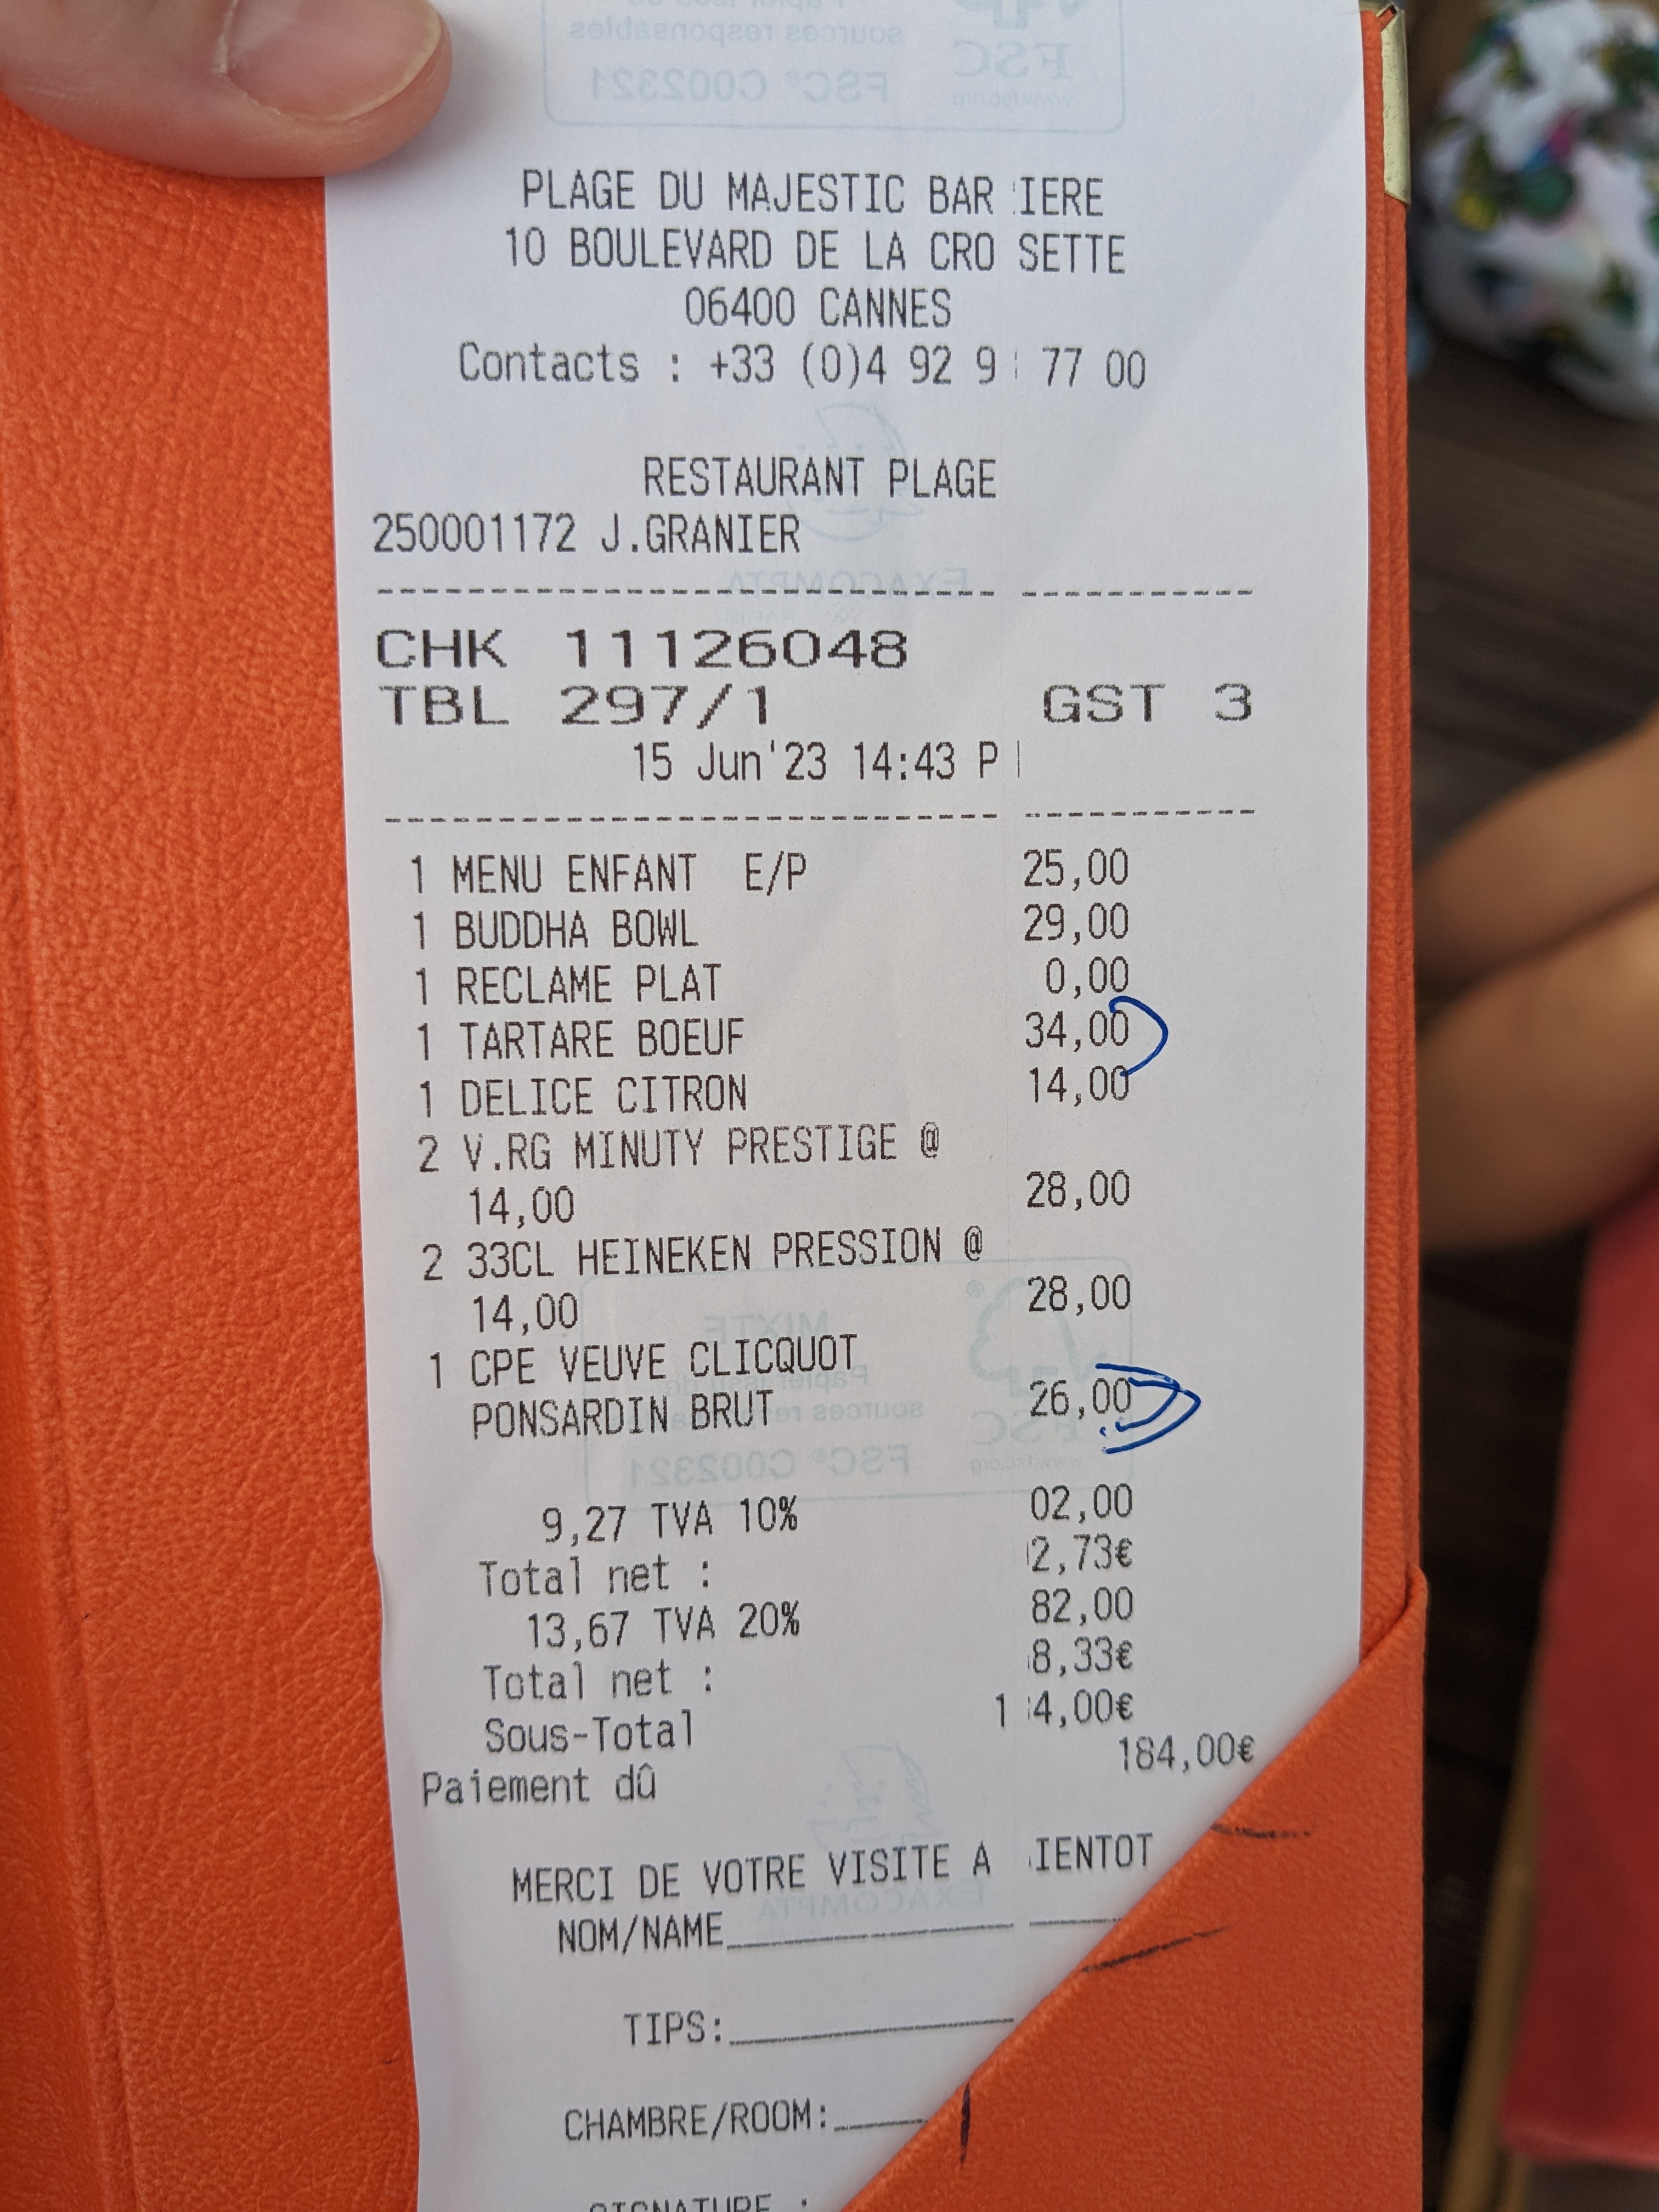 PLAGE DU MAJESTIC BAR IERE
10 BOULEVARD DE LA CRO SETTE
06400 CANNES
Contacts : +33 (0)4 92 9 77 00
RESTAURANT PLAGE
250001172 J.GRANIER
CHK 11126048
TBL 297/1 GST 3
15 Jun'23 14:43 P
1 MENU ENFANT E/P 25,00
1 BUDDHA BOWL 29,00
1 RECLAME PLAT 0,00
1 TARTARE BOEUF 34,00
1 DELICE CITRON 14,00
2 V.RG MINUTY PRESTIGE @
14,00 28,00
2 33CL HEINEKEN PRESSION @
14,00 28,00
1 CPE VEUVE CLICQUOT
PONSARDIN BRUT 26,00
9,27 TVA 10% 02,00
Total net : 2,73€
13,67 TVA 20% 82,00
Total net : 8,33€
Sous-Total 1 4,00€
Paiement dû 184,00€
MERCI DE VOTRE VISITE A IENTOT
NOM/NAME
TIPS:
CHAMBRE/ROOM:
SIGNATURE :